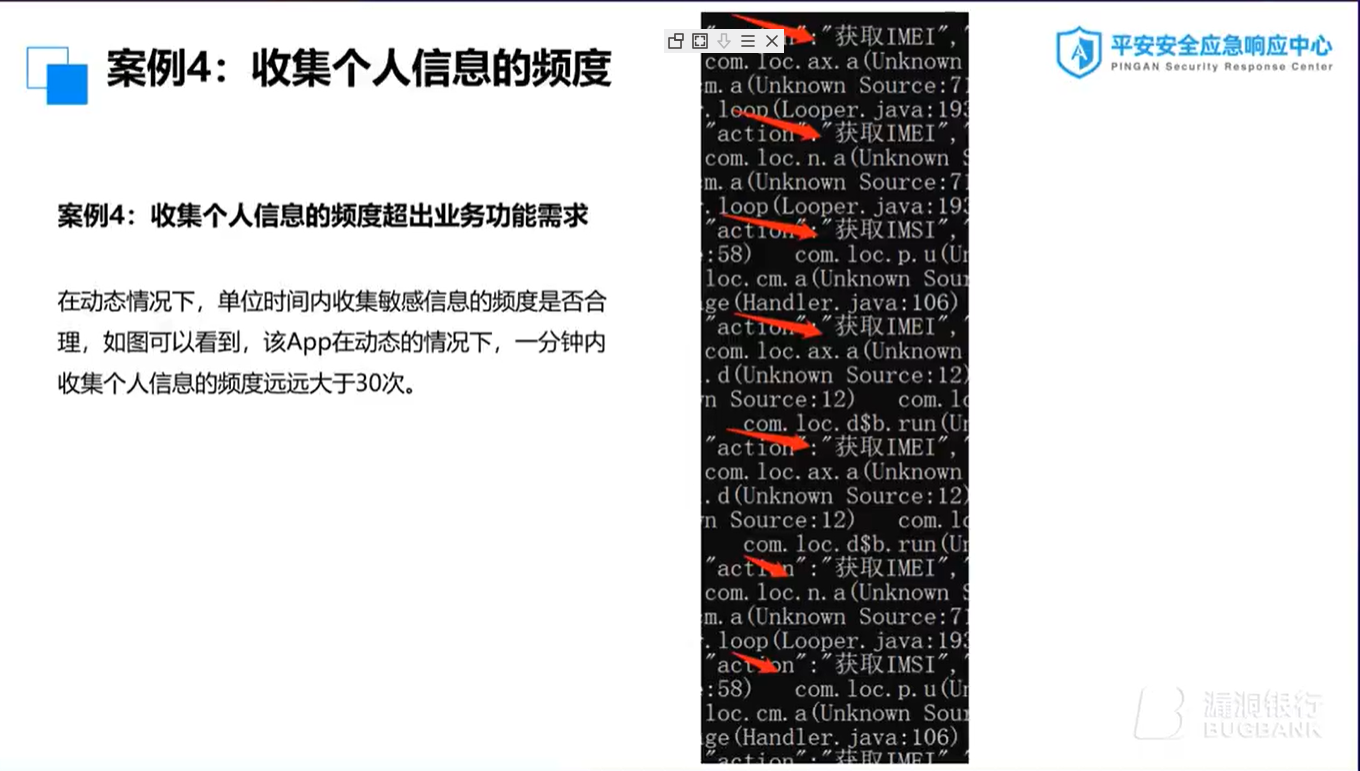 案例4：收集个人信息的频度
平安安全应急响应中心
PINGAN Security Response Center
案例4：收集个人信息的频度超出业务功能需求
在动态情况下，单位时间内收集敏感信息的频度是否合
理，如图可以看到，该App在动态的情况下，一分钟内
收集个人信息的频度远远大于30次。
":"获取IMEI","
com.loc.ax.a(Unknown
m.a(Unknown Source:71
.loop(Looper.java:193
"action":"获取IMEI","
com.loc.n.a(Unknown S
m.a(Unknown Source:71
.loop(Looper.java:193
"action":"获取IMSI","
:58) com.loc.p.u(Un
loc.cm.a(Unknown Sour
ge(Handler.java:106)
"action":"获取IMEI","
com.loc.ax.a(Unknown
.d(Unknown Source:12)
n Source:12) com.lo
com.loc.d$b.run(Un
"action":"获取IMEI","
com.loc.ax.a(Unknown
.d(Unknown Source:12)
n Source:12) com.lo
com.loc.d$b.run(Un
"action":"获取IMEI","
com.loc.n.a(Unknown S
m.a(Unknown Source:71
.loop(Looper.java:193
"action":"获取IMSI","
:58) com.loc.p.u(Un
loc.cm.a(Unknown Sour
ge(Handler.java:106)
"action":"获取IMEI","
漏洞银行
BUGBANK